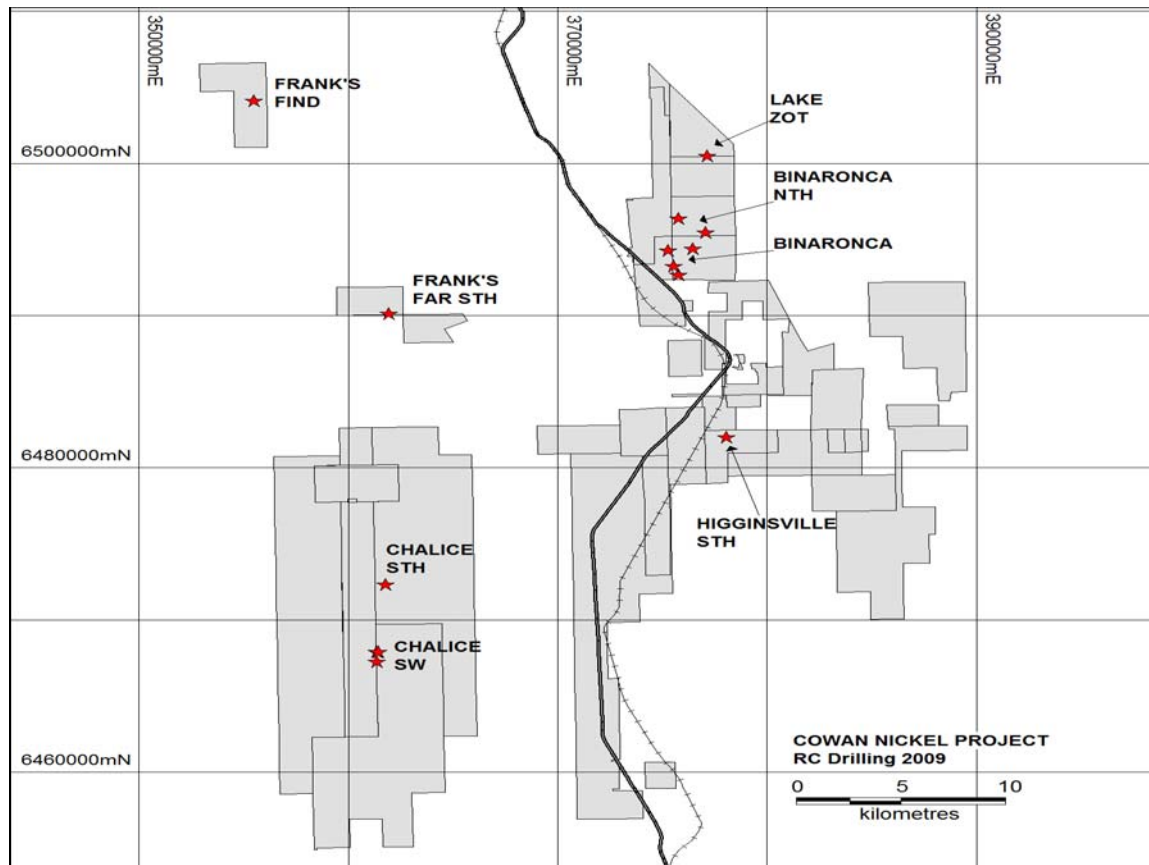 350000mE
370000mE
390000mE
FRANK'S
FIND
LAKE
ZOT
6500000mN
BINARONCA
NTH
BINARONCA
FRANK'S
FAR STH
6480000mN
HIGGINSVILLE
STH
CHALICE
STH
CHALICE
SW
6460000mN
COWAN NICKEL PROJECT
RC Drilling 2009
0 5 10
kilometres